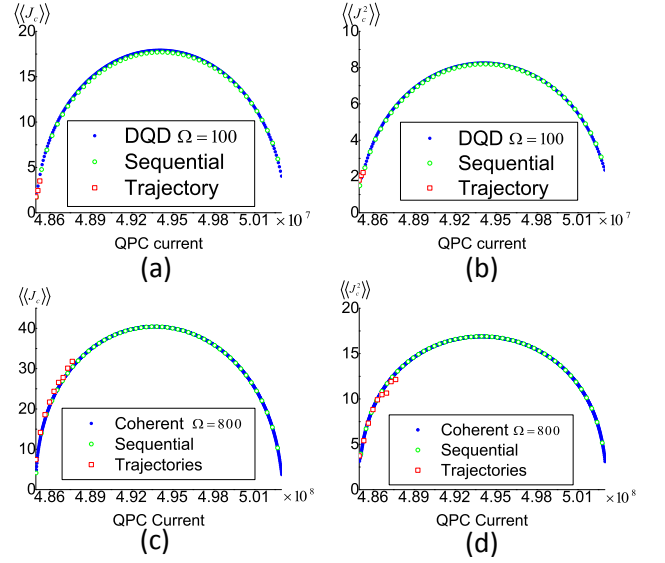 ⟨⟨J_c⟩⟩
20
15
10
5
0
DQD Ω = 100
Sequential
Trajectory
4.86 4.89 4.92 4.95 4.98 5.01 ×10^7
QPC current
(a)
⟨⟨J_c^2⟩⟩
10
8
6
4
2
0
DQD Ω = 100
Sequential
Trajectory
4.86 4.89 4.92 4.95 4.98 5.01 ×10^7
QPC current
(b)
⟨⟨J_c⟩⟩
40
30
20
10
0
Coherent Ω = 800
Sequential
Trajectories
4.86 4.89 4.92 4.95 4.98 5.01 ×10^8
QPC Current
(c)
⟨⟨J_c^2⟩⟩
20
15
10
5
0
Coherent Ω = 800
Sequential
Trajectories
4.86 4.89 4.92 4.95 4.98 5.01 ×10^8
QPC Current
(d)